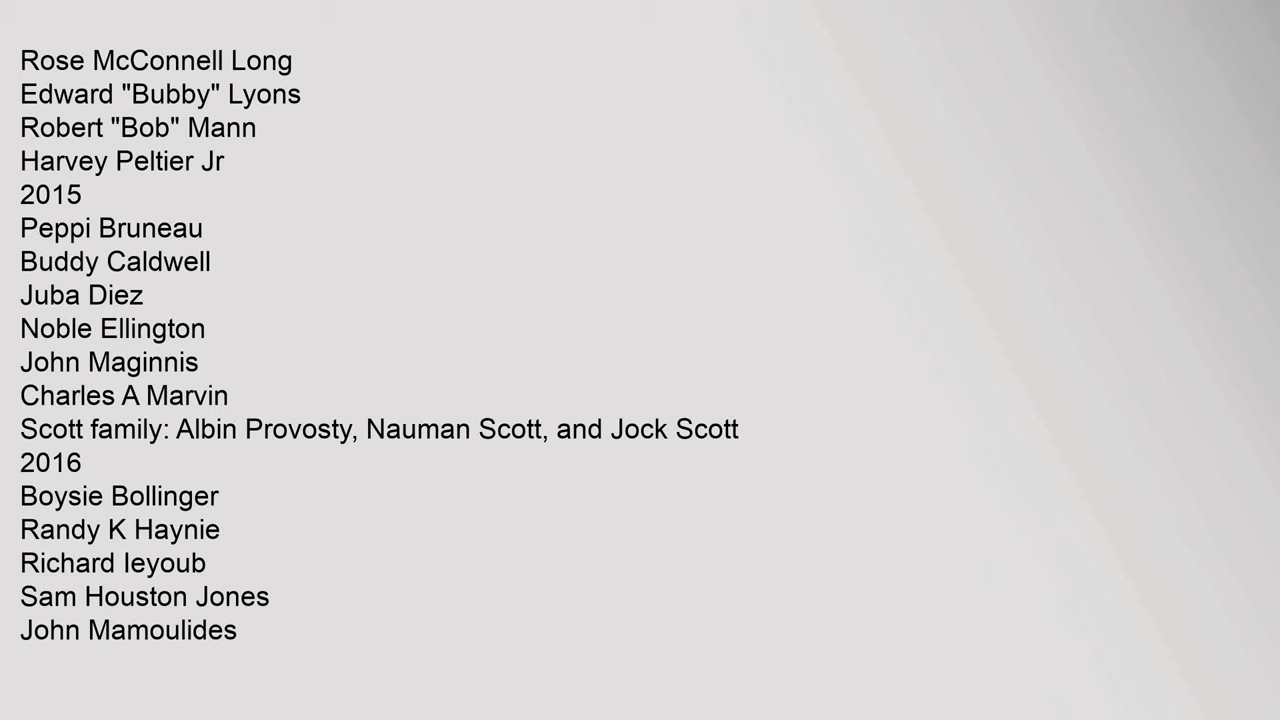 Rose McConnell Long
Edward "Bubby" Lyons
Robert "Bob" Mann
Harvey Peltier Jr
2015
Peppi Bruneau
Buddy Caldwell
Juba Diez
Noble Ellington
John Maginnis
Charles A Marvin
Scott family: Albin Provosty, Nauman Scott, and Jock Scott
2016
Boysie Bollinger
Randy K Haynie
Richard Ieyoub
Sam Houston Jones
John Mamoulides